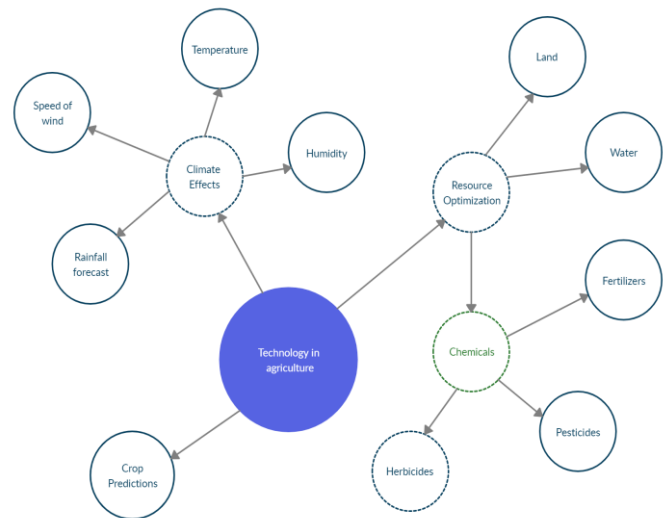 Temperature
Land
Speed of
wind
Humidity
Water
Climate
Effects
Resource
Optimization
Rainfall
forecast
Fertilizers
Technology in
agriculture
Chemicals
Pesticides
Crop
Predictions
Herbicides